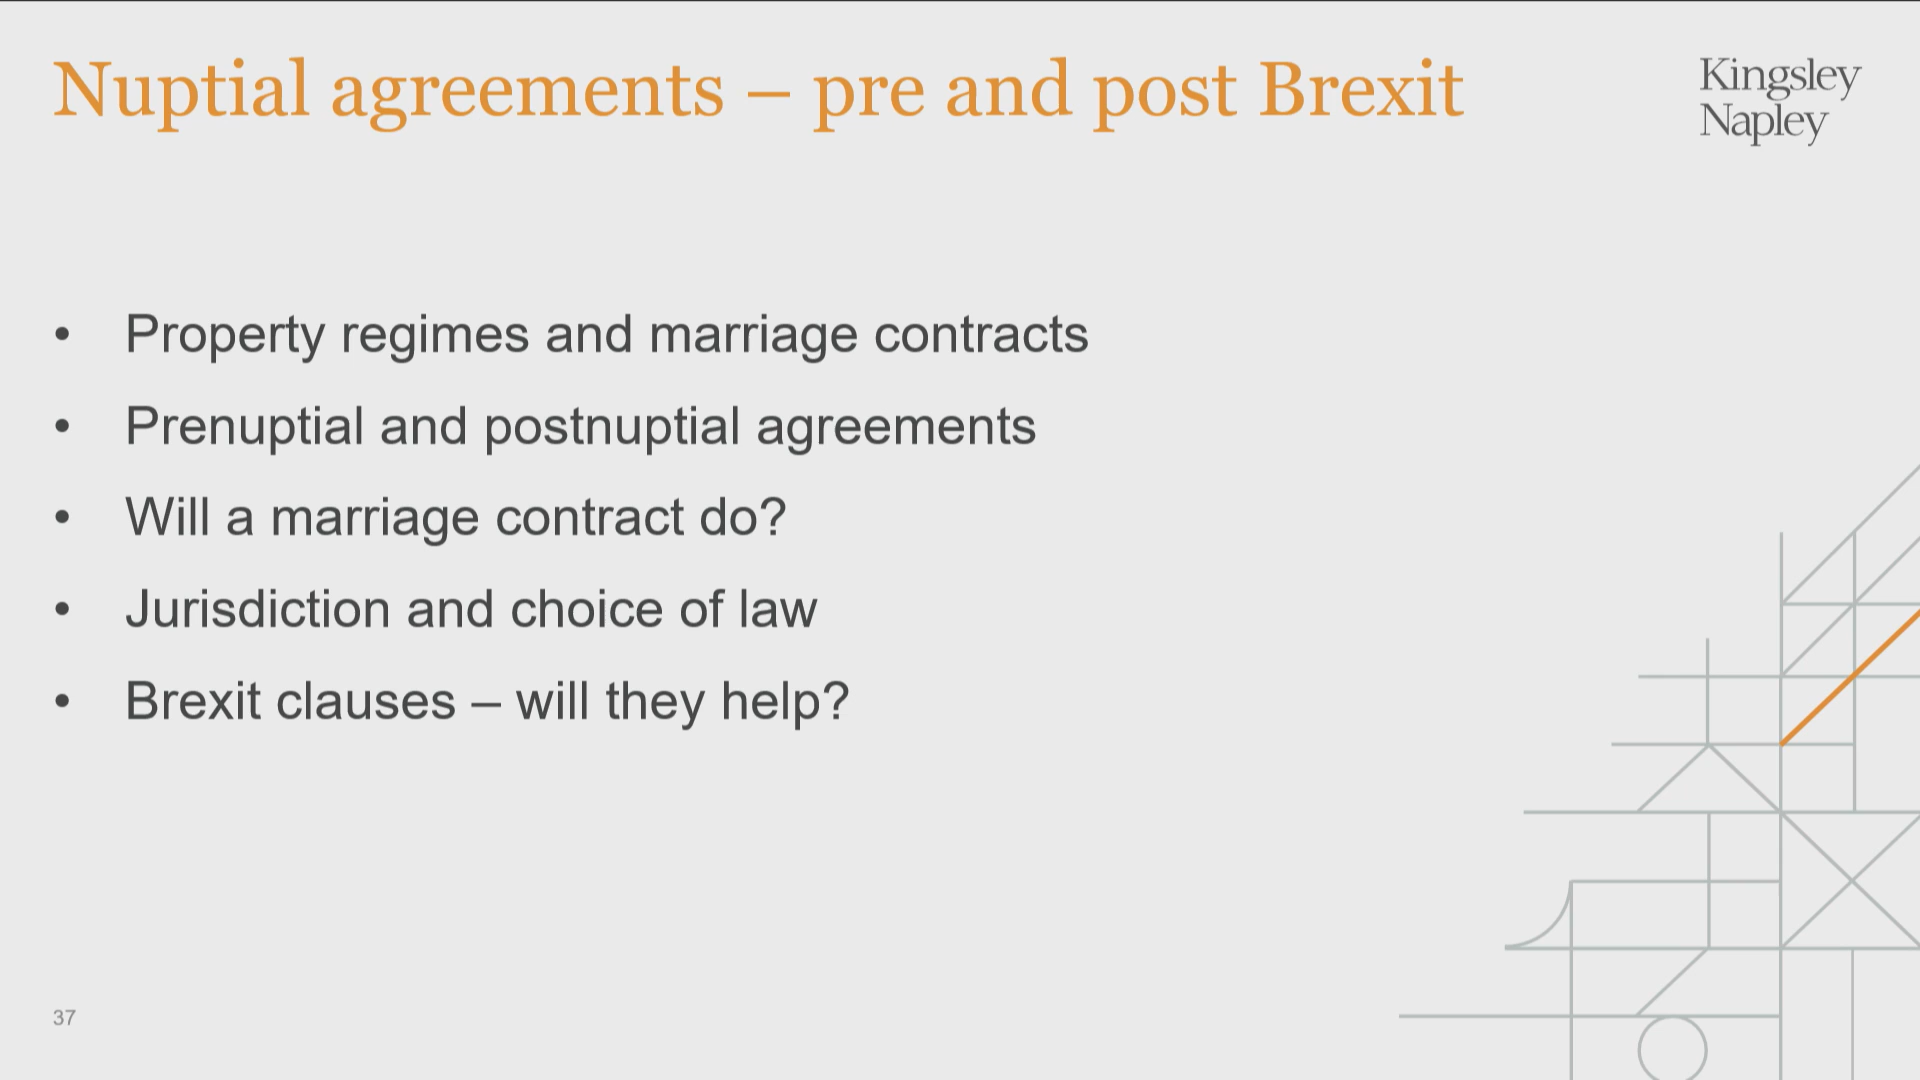 Nuptial agreements – pre and post Brexit
Kingsley
Napley
• Property regimes and marriage contracts
• Prenuptial and postnuptial agreements
• Will a marriage contract do?
• Jurisdiction and choice of law
• Brexit clauses – will they help?
37